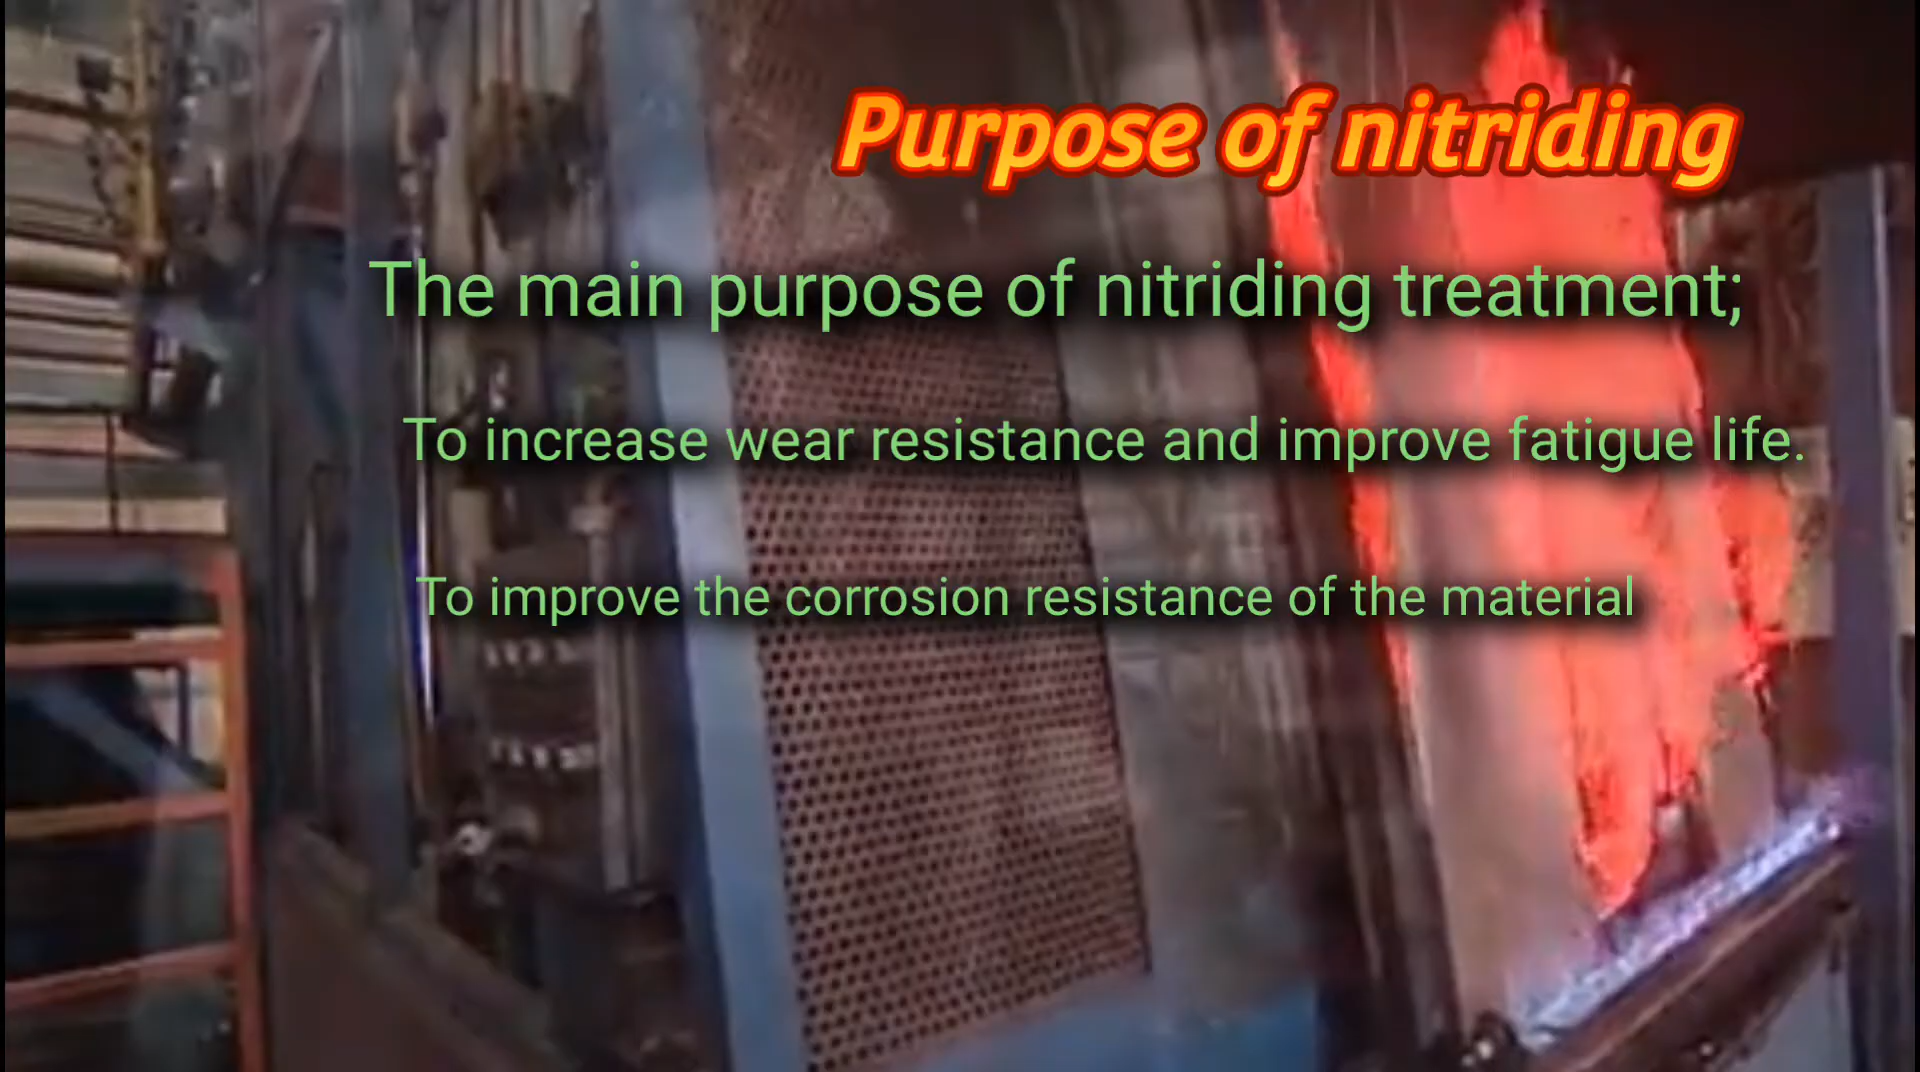 Purpose of nitriding
The main purpose of nitriding treatment;
To increase wear resistance and improve fatigue life.
To improve the corrosion resistance of the material